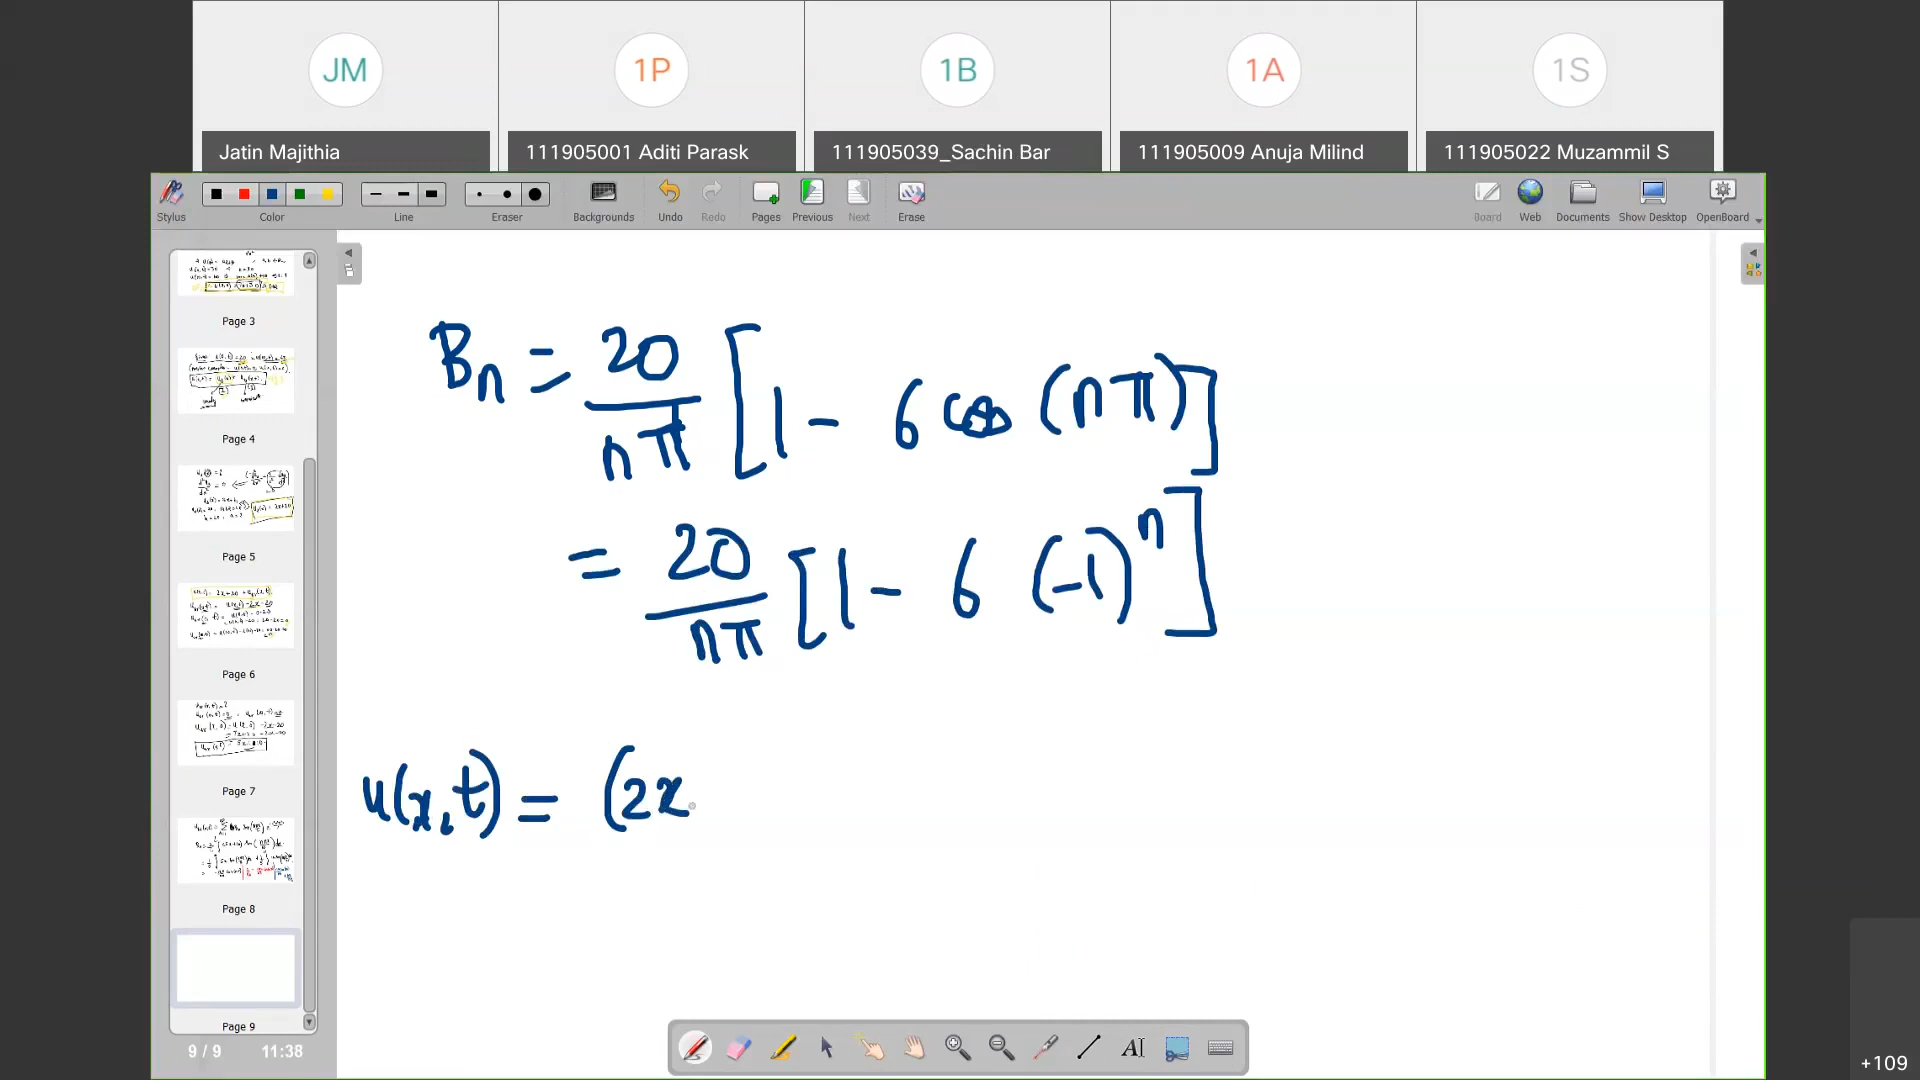 JM 1P 1B 1A 1S
Jatin Majithia 111905001 Aditi Parask 111905039_Sachin Bar 111905009 Anuja Milind 111905022 Muzammil S
Stylus Color Line Eraser Backgrounds Undo Redo Pages Previous Next Erase Board Web Documents Show Desktop OpenBoard
Page 3
Page 4
Page 5
Page 6
Page 7
Page 8
Page 9
9 / 9 11:38
Bn = 20/nπ [1 - 6 cos (nπ)]
= 20/nπ [1 - 6 (-1)^n]
u(x,t) = (2x
+109